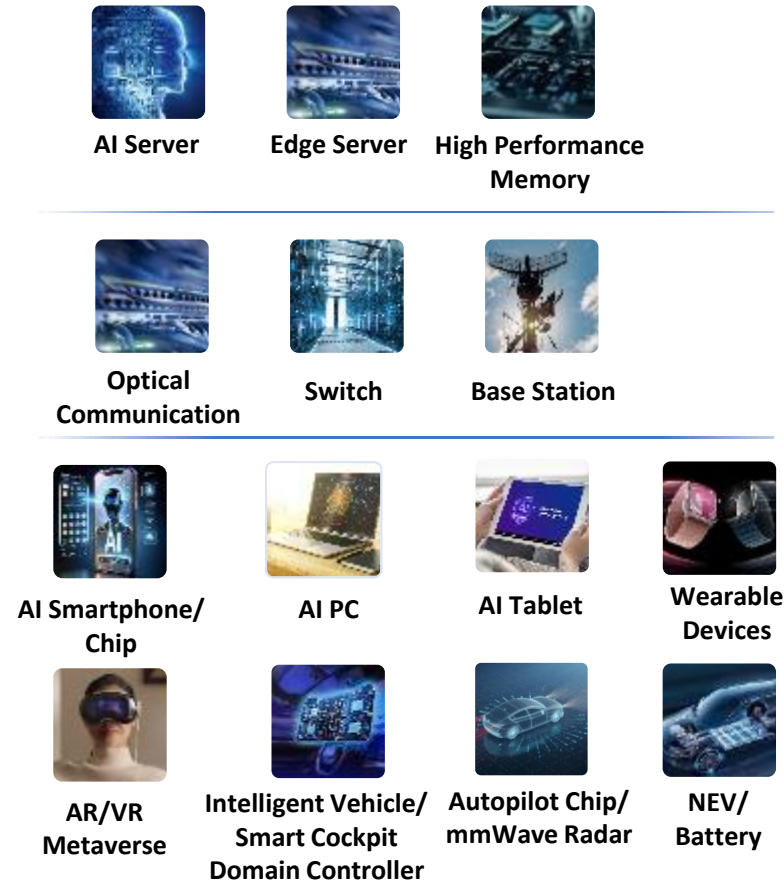 AI Server
Edge Server
High Performance
Memory
Optical
Communication
Switch
Base Station
AI
AI Smartphone/
Chip
AI PC
AI Tablet
Wearable
Devices
AR/VR
Metaverse
Intelligent Vehicle/
Smart Cockpit
Domain Controller
Autopilot Chip/
mmWave Radar
NEV/
Battery